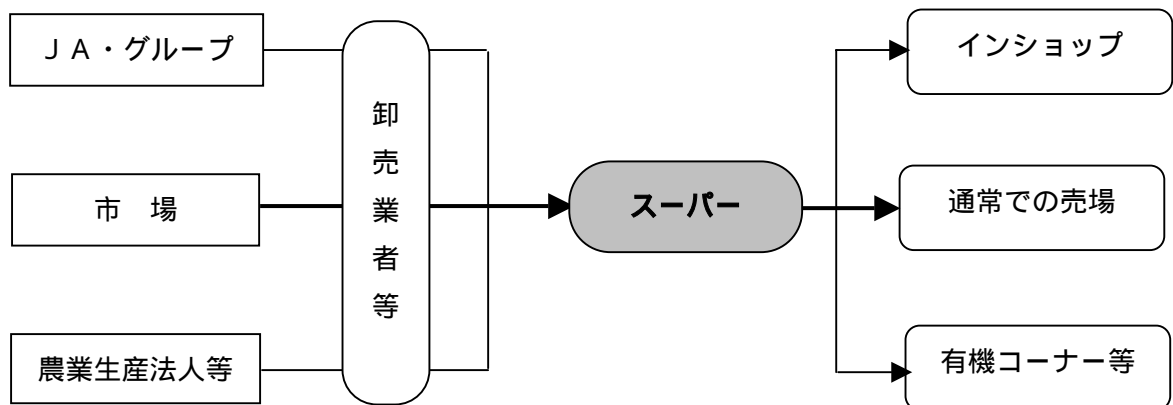 JA・グループ
市　場
農業生産法人等
卸売業者等
スーパー
インショップ
通常での売場
有機コーナー等